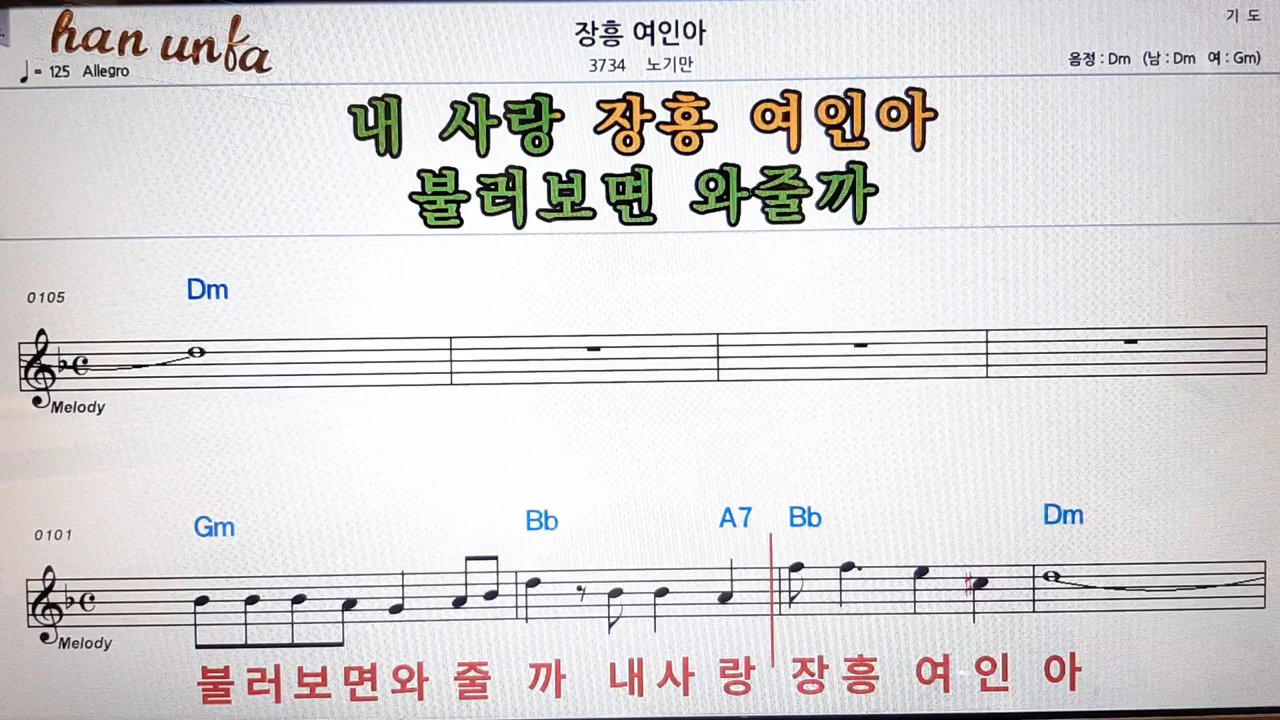 han unfa
장흥 여인아
기 도
♩= 125 Allegro
3734 노기만
음정 : Dm (남 : Dm 여 : Gm)
내 사랑 장흥 여인아
불러보면 와줄까
0105
Dm
Melody
0101
Gm Bb A7 Bb Dm
Melody
불러보면와 줄 까 내사 랑 장흥 여 인 아